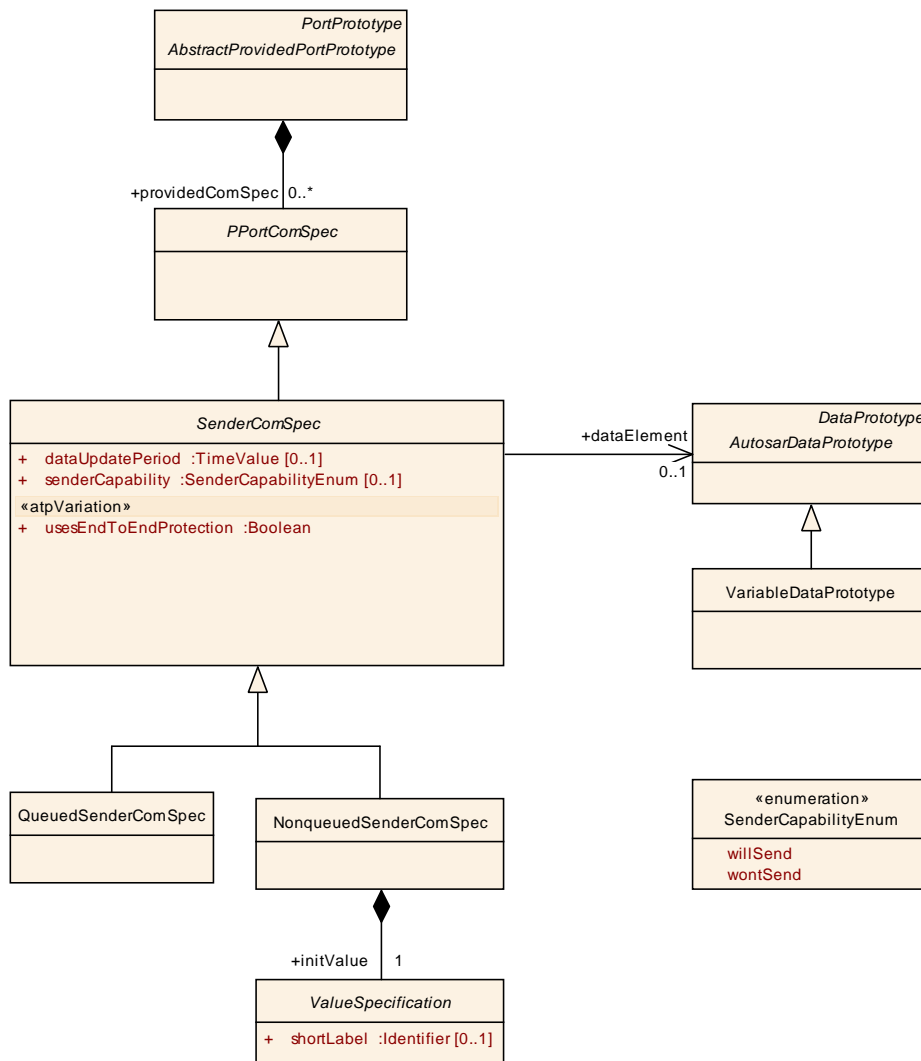 PortPrototype
AbstractProvidedPortPrototype
+providedComSpec 0..*
PPortComSpec
SenderComSpec
+ dataUpdatePeriod :TimeValue [0..1]
+ senderCapability :SenderCapabilityEnum [0..1]
«atpVariation»
+ usesEndToEndProtection :Boolean
+dataElement
0..1
DataPrototype
AutosarDataPrototype
VariableDataPrototype
QueuedSenderComSpec
NonqueuedSenderComSpec
«enumeration»
SenderCapabilityEnum
willSend
wontSend
+initValue 1
ValueSpecification
+ shortLabel :Identifier [0..1]